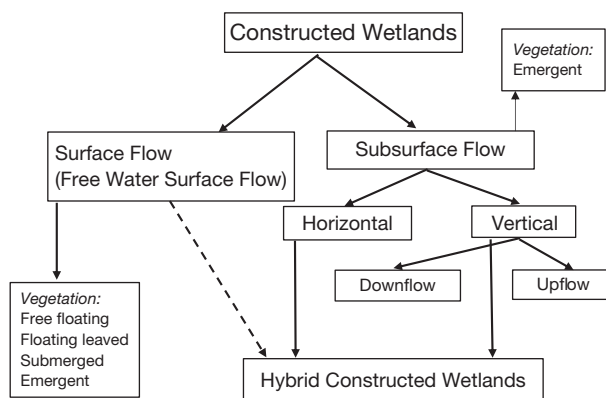 Constructed Wetlands
Vegetation:
Emergent
Surface Flow
(Free Water Surface Flow)
Subsurface Flow
Horizontal
Vertical
Downflow
Upflow
Vegetation:
Free floating
Floating leaved
Submerged
Emergent
Hybrid Constructed Wetlands